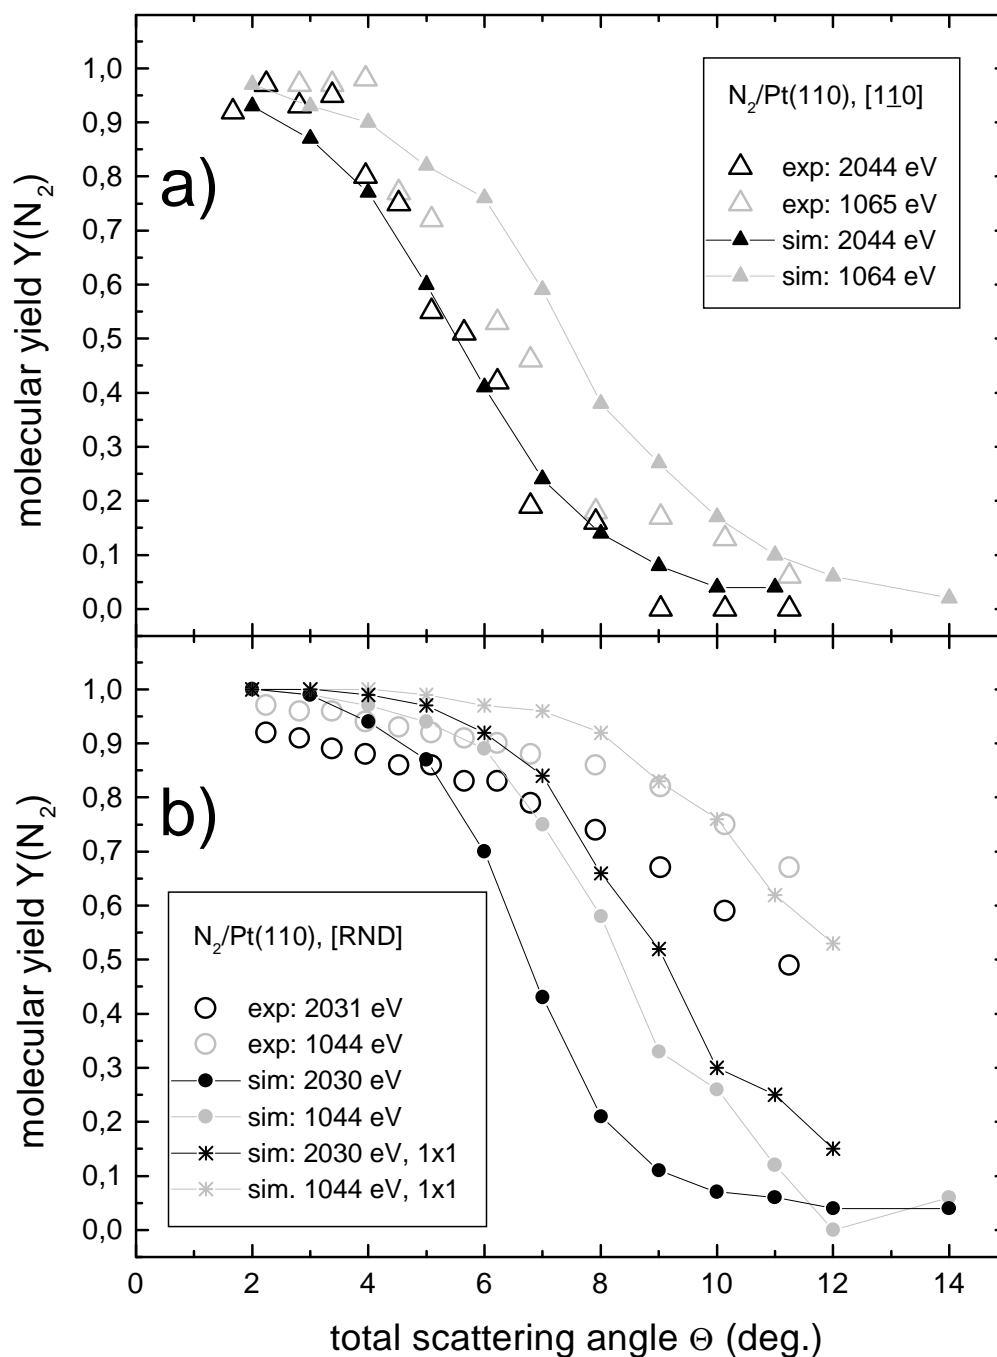 1,0
0,9
0,8
0,7
0,6
0,5
0,4
0,3
0,2
0,1
0,0
molecular yield Y(N2)
a)
N2/Pt(110), [110]
exp: 2044 eV
exp: 1065 eV
sim: 2044 eV
sim: 1064 eV
1,0
0,9
0,8
0,7
0,6
0,5
0,4
0,3
0,2
0,1
0,0
molecular yield Y(N2)
b)
N2/Pt(110), [RND]
exp: 2031 eV
exp: 1044 eV
sim: 2030 eV
sim: 1044 eV
sim: 2030 eV, 1x1
sim. 1044 eV, 1x1
0 2 4 6 8 10 12 14
total scattering angle Θ (deg.)